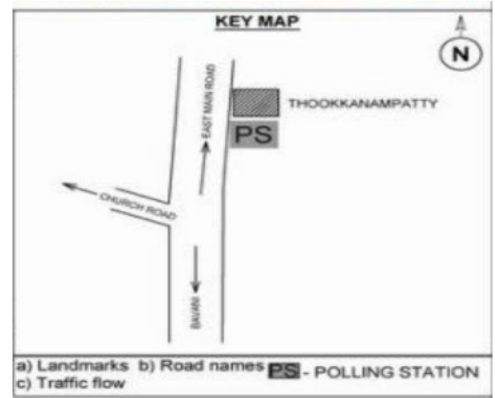 KEY MAP
N
EAST MAIN ROAD
THOOKKANAMPATTY
PS
CHURCH ROAD
BAVANI
a) Landmarks b) Road names PS - POLLING STATION
c) Traffic flow